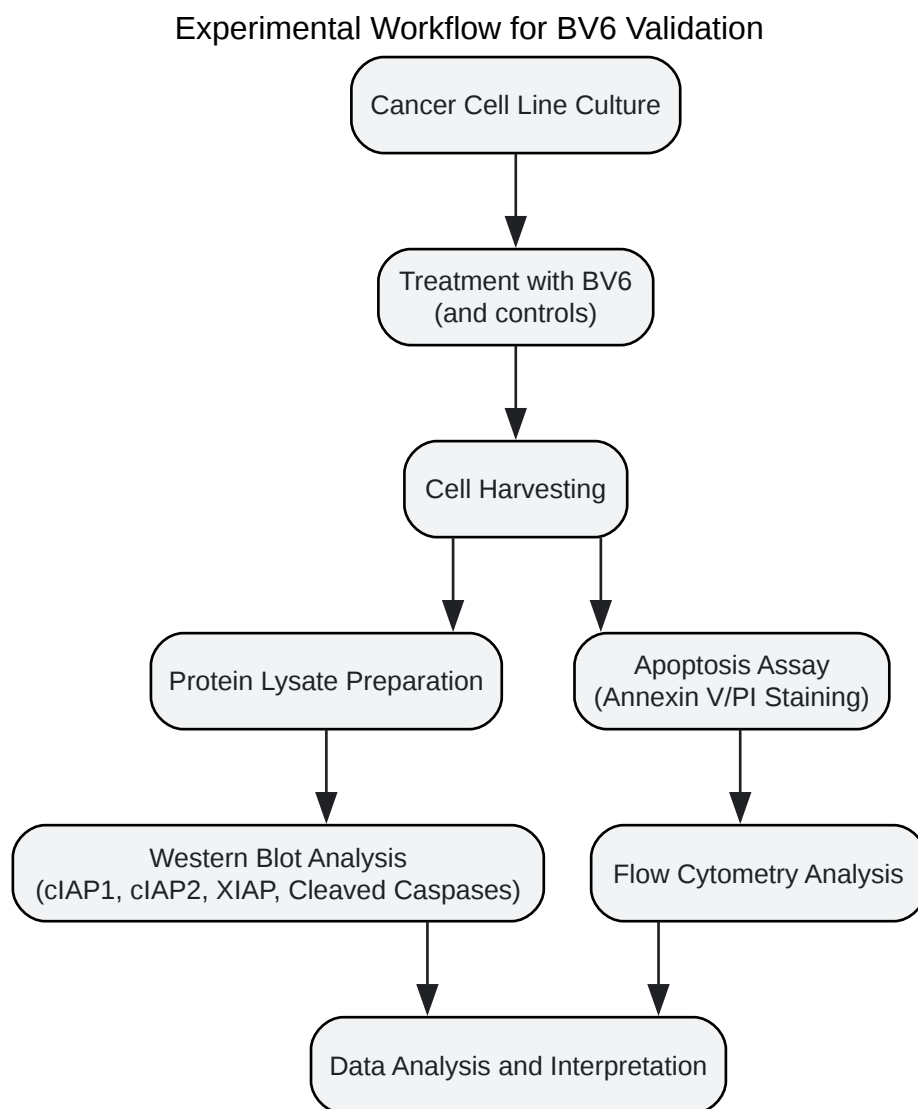 Experimental Workflow for BV6 Validation
Cancer Cell Line Culture
Treatment with BV6
(and controls)
Cell Harvesting
Protein Lysate Preparation
Apoptosis Assay
(Annexin V/PI Staining)
Western Blot Analysis
(cIAP1, cIAP2, XIAP, Cleaved Caspases)
Flow Cytometry Analysis
Data Analysis and Interpretation